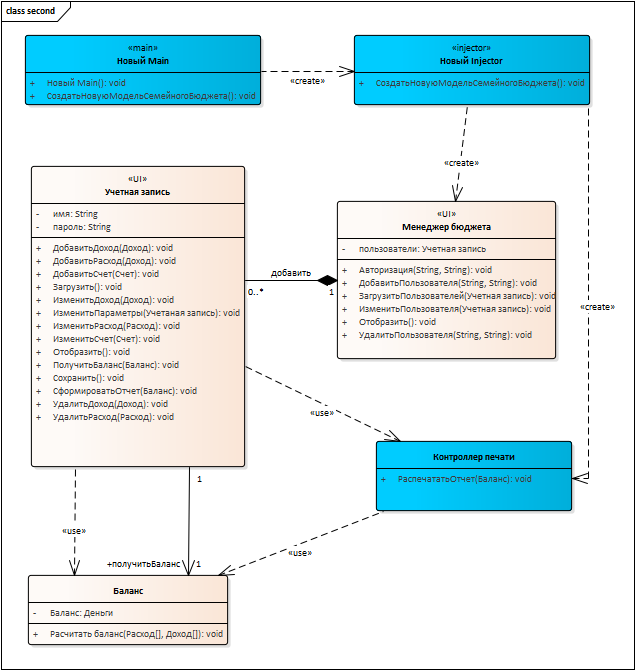 class second
«main»
Новый Main
+ Новый Main(): void
+ СоздатьНовуюМодельСемейногоБюджета(): void
«create»
«injector»
Новый Injector
+ СоздатьНовуюМодельСемейногоБюджета(): void
«create»
«create»
«UI»
Учетная запись
- имя: String
- пароль: String
+ ДобавитьДоход(Доход): void
+ ДобавитьРасход(Доход): void
+ ДобавитьСчет(Счет): void
+ Загрузить(): void
+ ИзменитьДоход(Доход): void
+ ИзменитьПараметры(Учетаная запись): void
+ ИзменитьРасход(Расход): void
+ ИзменитьСчет(Счет): void
+ Отобразить(): void
+ ПолучитьБаланс(Баланс): void
+ Сохранить(): void
+ СформироватьОтчет(Баланс): void
+ УдалитьДоход(Доход): void
+ УдалитьРасход(Расход): void
добавить
0..*
1
«UI»
Менеджер бюджета
- пользователи: Учетная запись
+ Авторизация(String, String): void
+ ДобавитьПользователя(String, String): void
+ ЗагрузитьПользователей(Учетная запись): void
+ ИзменитьПользователя(Учетная запись): void
+ Отобразить(): void
+ УдалитьПользователя(String, String): void
«use»
Контроллер печати
+ РаспечататьОтчет(Баланс): void
1
«use»
«use»
+получитьБаланс
1
Баланс
- Баланс: Деньги
+ Расчитать баланс(Расход[], Доход[]): void